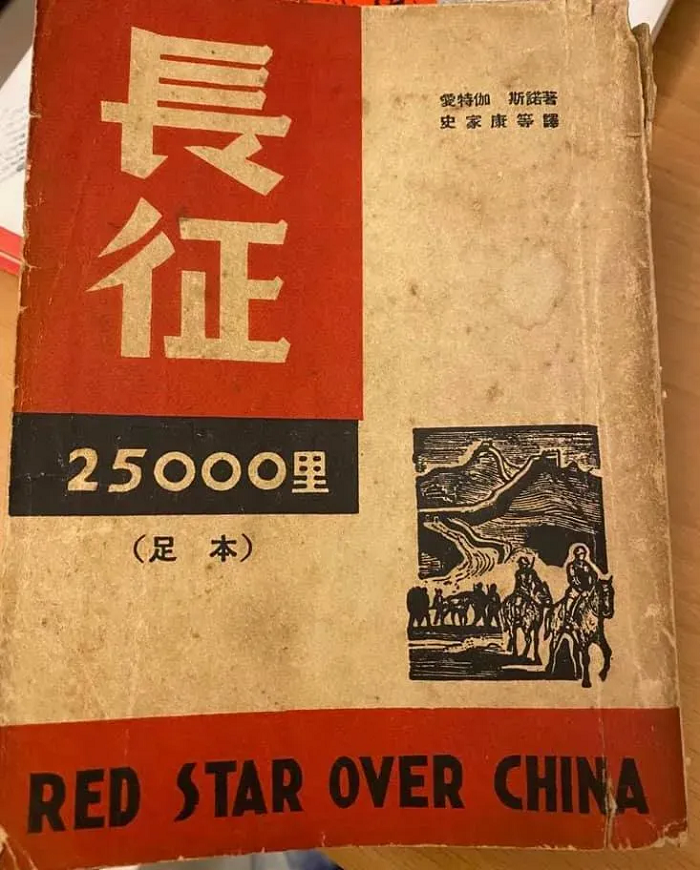 長
征
25000里
(足 本)
愛特伽 斯諾著
史家康等譯
RED STAR OVER CHINA